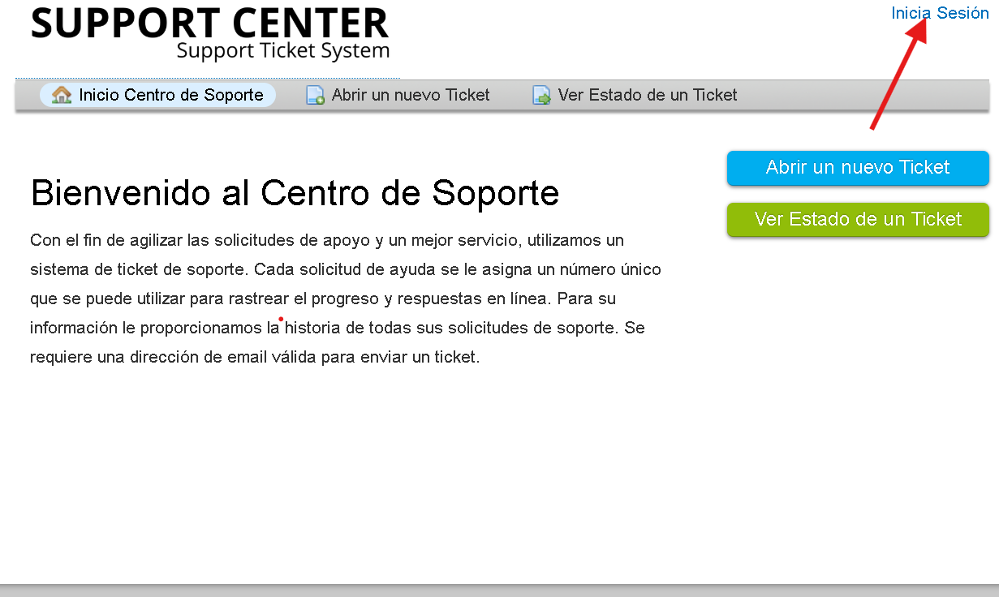 SUPPORT CENTER
Support Ticket System
Inicia Sesión
Inicio Centro de Soporte
Abrir un nuevo Ticket
Ver Estado de un Ticket
Abrir un nuevo Ticket
Ver Estado de un Ticket
Bienvenido al Centro de Soporte
Con el fin de agilizar las solicitudes de apoyo y un mejor servicio, utilizamos un
sistema de ticket de soporte. Cada solicitud de ayuda se le asigna un número único
que se puede utilizar para rastrear el progreso y respuestas en línea. Para su
información le proporcionamos la historia de todas sus solicitudes de soporte. Se
requiere una dirección de email válida para enviar un ticket.